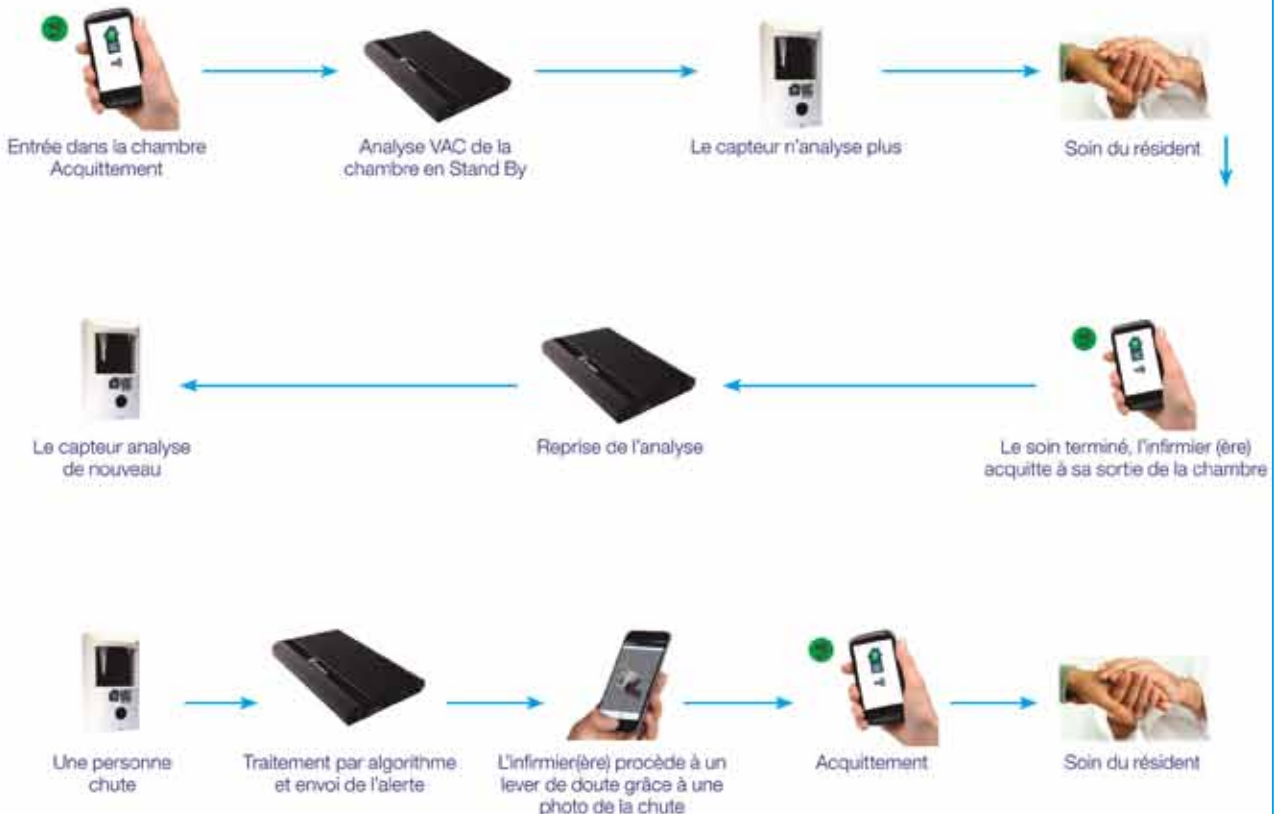 Entrée dans la chambre
Acquittement
Analyse VAC de la
chambre en Stand By
Le capteur n'analyse plus
Soin du résident
Le capteur analyse
de nouveau
Reprise de l'analyse
Le soin terminé, l'infirmier (ère)
acquitte à sa sortie de la chambre
Une personne
chute
Traitement par algorithme
et envoi de l'alerte
L'infirmier(ère) procède à un
lever de doute grâce à une
photo de la chute
Acquittement
Soin du résident